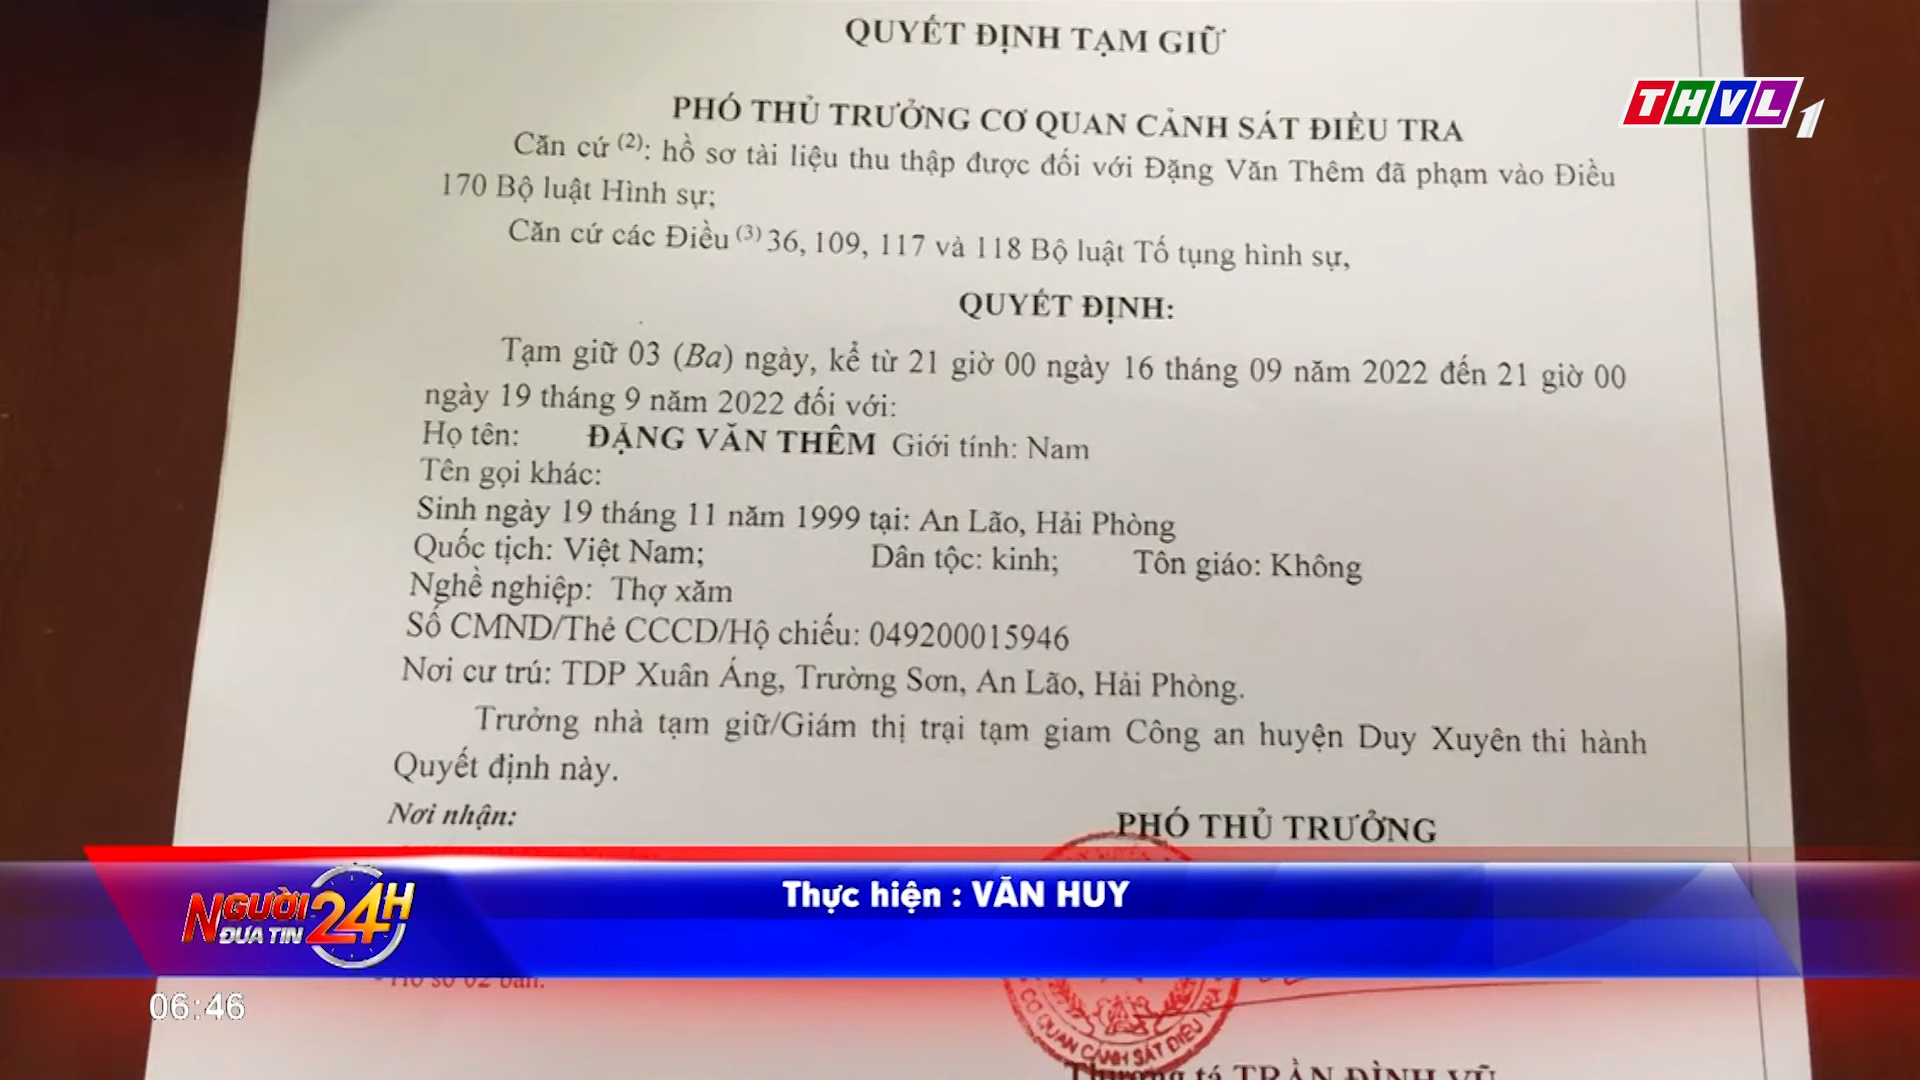 QUYẾT ĐỊNH TẠM GIỮ
THVL1
PHÓ THỦ TRƯỞNG CƠ QUAN CẢNH SÁT ĐIỀU TRA
Căn cứ (2): hồ sơ tài liệu thu thập được đối với Đặng Văn Thêm đã phạm vào Điều
170 Bộ luật Hình sự;
Căn cứ các Điều (3) 36, 109, 117 và 118 Bộ luật Tố tụng hình sự,
QUYẾT ĐỊNH:
Tạm giữ 03 (Ba) ngày, kể từ 21 giờ 00 ngày 16 tháng 09 năm 2022 đến 21 giờ 00
ngày 19 tháng 9 năm 2022 đối với:
Họ tên: ĐẶNG VĂN THÊM Giới tính: Nam
Tên gọi khác:
Sinh ngày 19 tháng 11 năm 1999 tại: An Lão, Hải Phòng
Quốc tịch: Việt Nam; Dân tộc: kinh; Tôn giáo: Không
Nghề nghiệp: Thợ xăm
Số CMND/Thẻ CCCD/Hộ chiếu: 049200015946
Nơi cư trú: TDP Xuân Áng, Trường Sơn, An Lão, Hải Phòng.
Trưởng nhà tạm giữ/Giám thị trại tạm giam Công an huyện Duy Xuyên thi hành
Quyết định này.
Nơi nhận:
PHÓ THỦ TRƯỞNG
NGƯỜI ĐƯA TIN 24H
Thực hiện : VĂN HUY
- Hồ sơ 02 bản.
06:46
CƠ QUAN CẢNH SÁT ĐIỀU TRA
Thượng tá TRẦN ĐÌNH VŨ